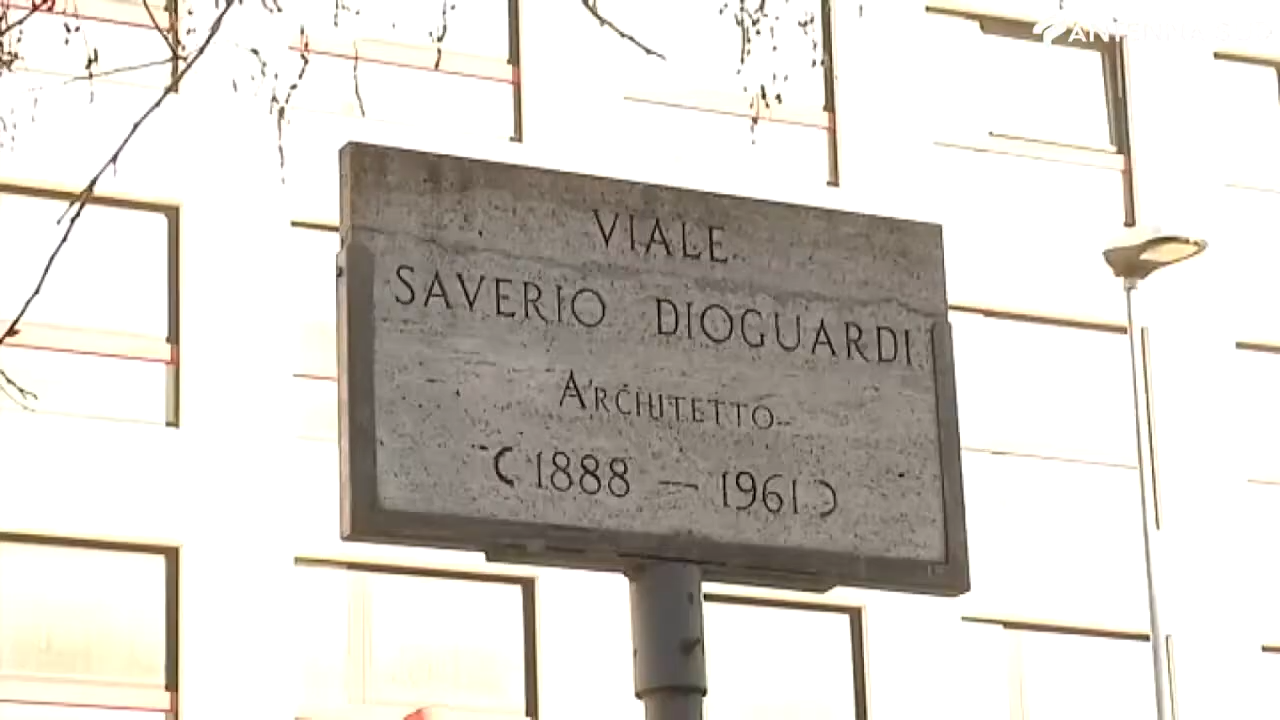 VIALE
SAVERIO DIOGUARDI
ARCHITETTO
(1888 — 1961)